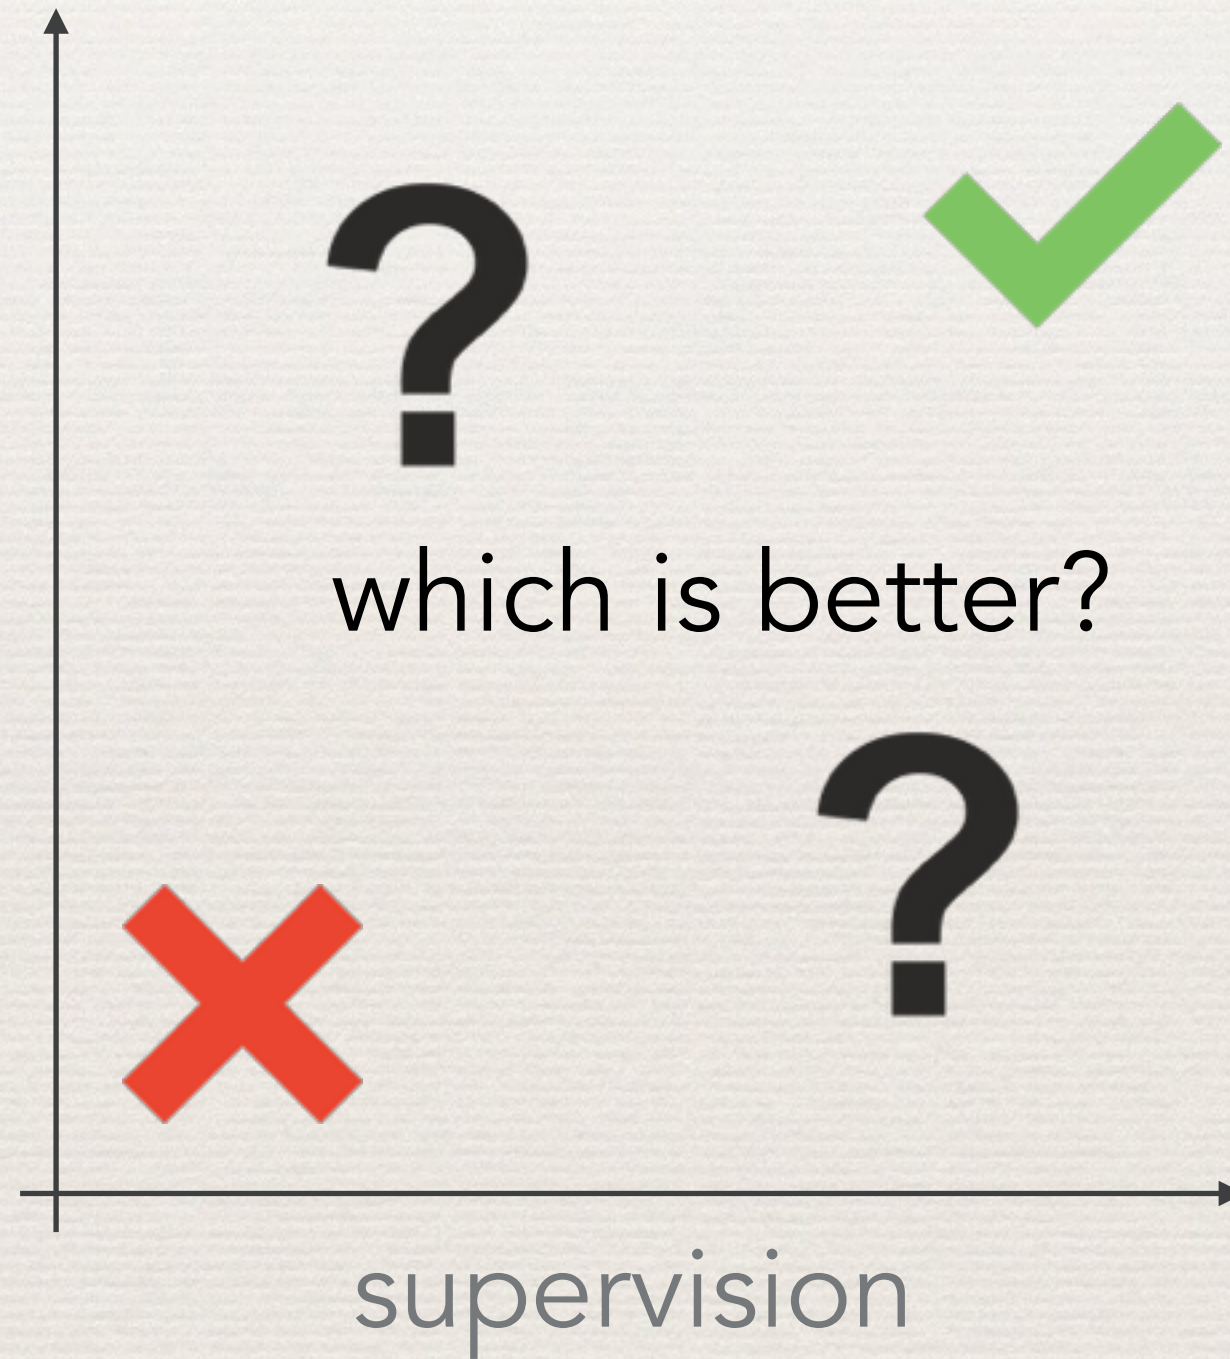 ?
which is better?
?
supervision